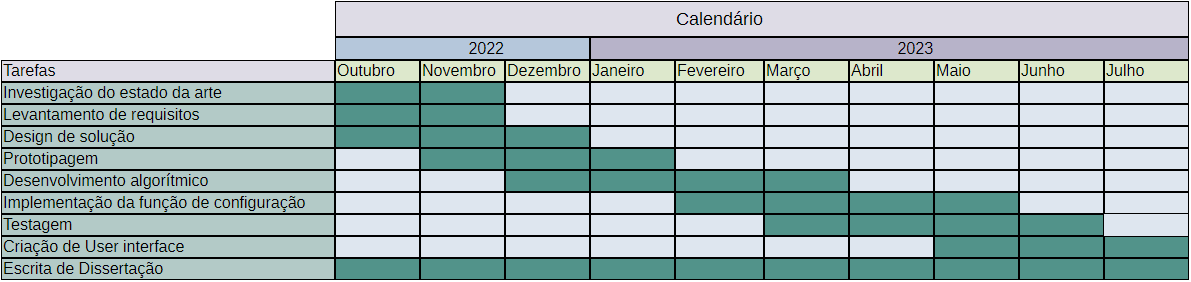 Calendário
2022 2023
Tarefas Outubro Novembro Dezembro Janeiro Fevereiro Março Abril Maio Junho Julho
Investigação do estado da arte
Levantamento de requisitos
Design de solução
Prototipagem
Desenvolvimento algorítmico
Implementação da função de configuração
Testagem
Criação de User interface
Escrita de Dissertação